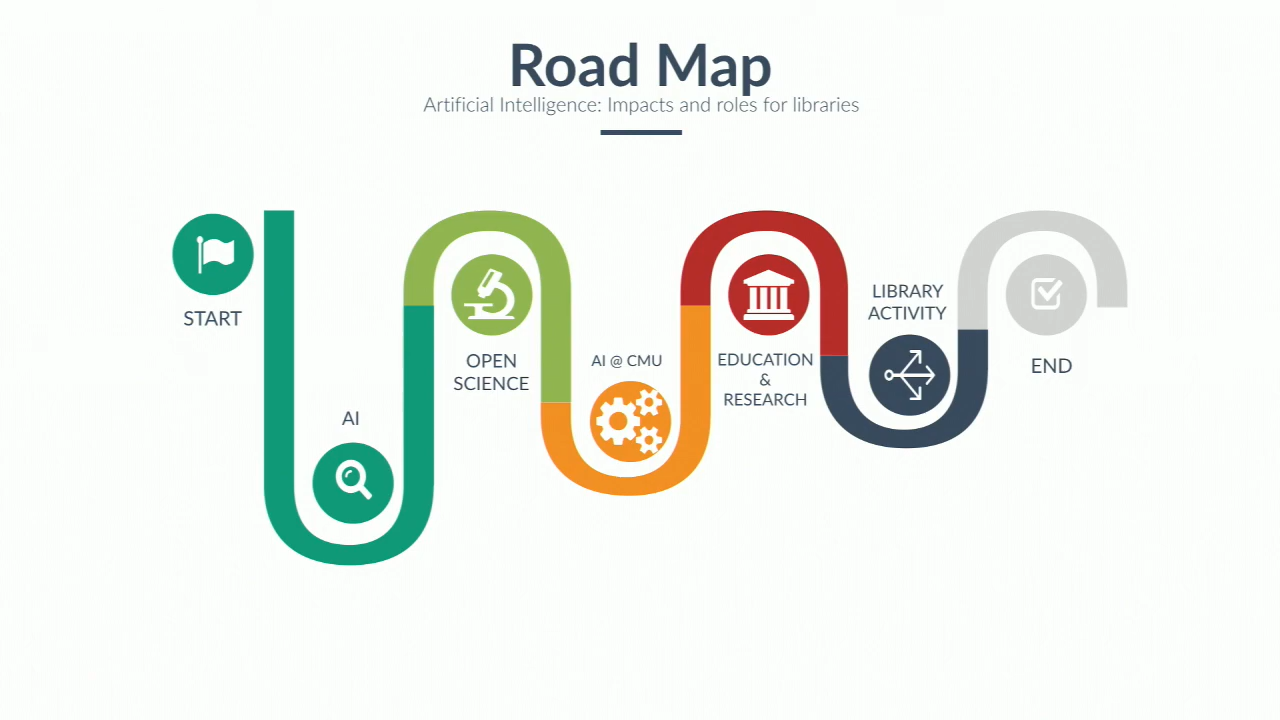 Road Map
Artificial Intelligence: Impacts and roles for libraries
START
AI
OPEN
SCIENCE
AI @ CMU
EDUCATION
&
RESEARCH
LIBRARY
ACTIVITY
END